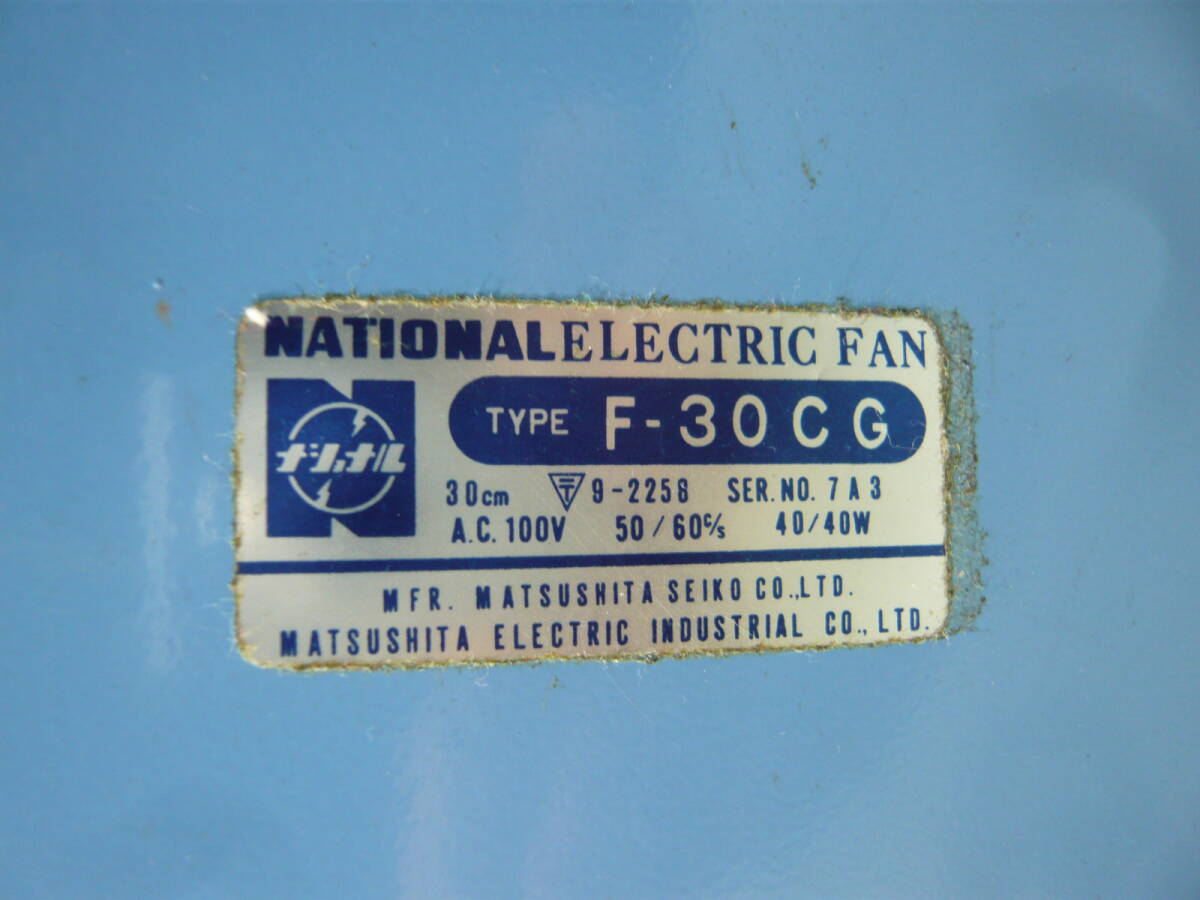 NATIONAL ELECTRIC FAN
ナショナル
TYPE F-30CG
30cm 〒 9-2258 SER. NO. 7A3
A.C. 100V 50/60c/s 40/40W
MFR. MATSUSHITA SEIKO CO.,LTD.
MATSUSHITA ELECTRIC INDUSTRIAL CO., LTD.